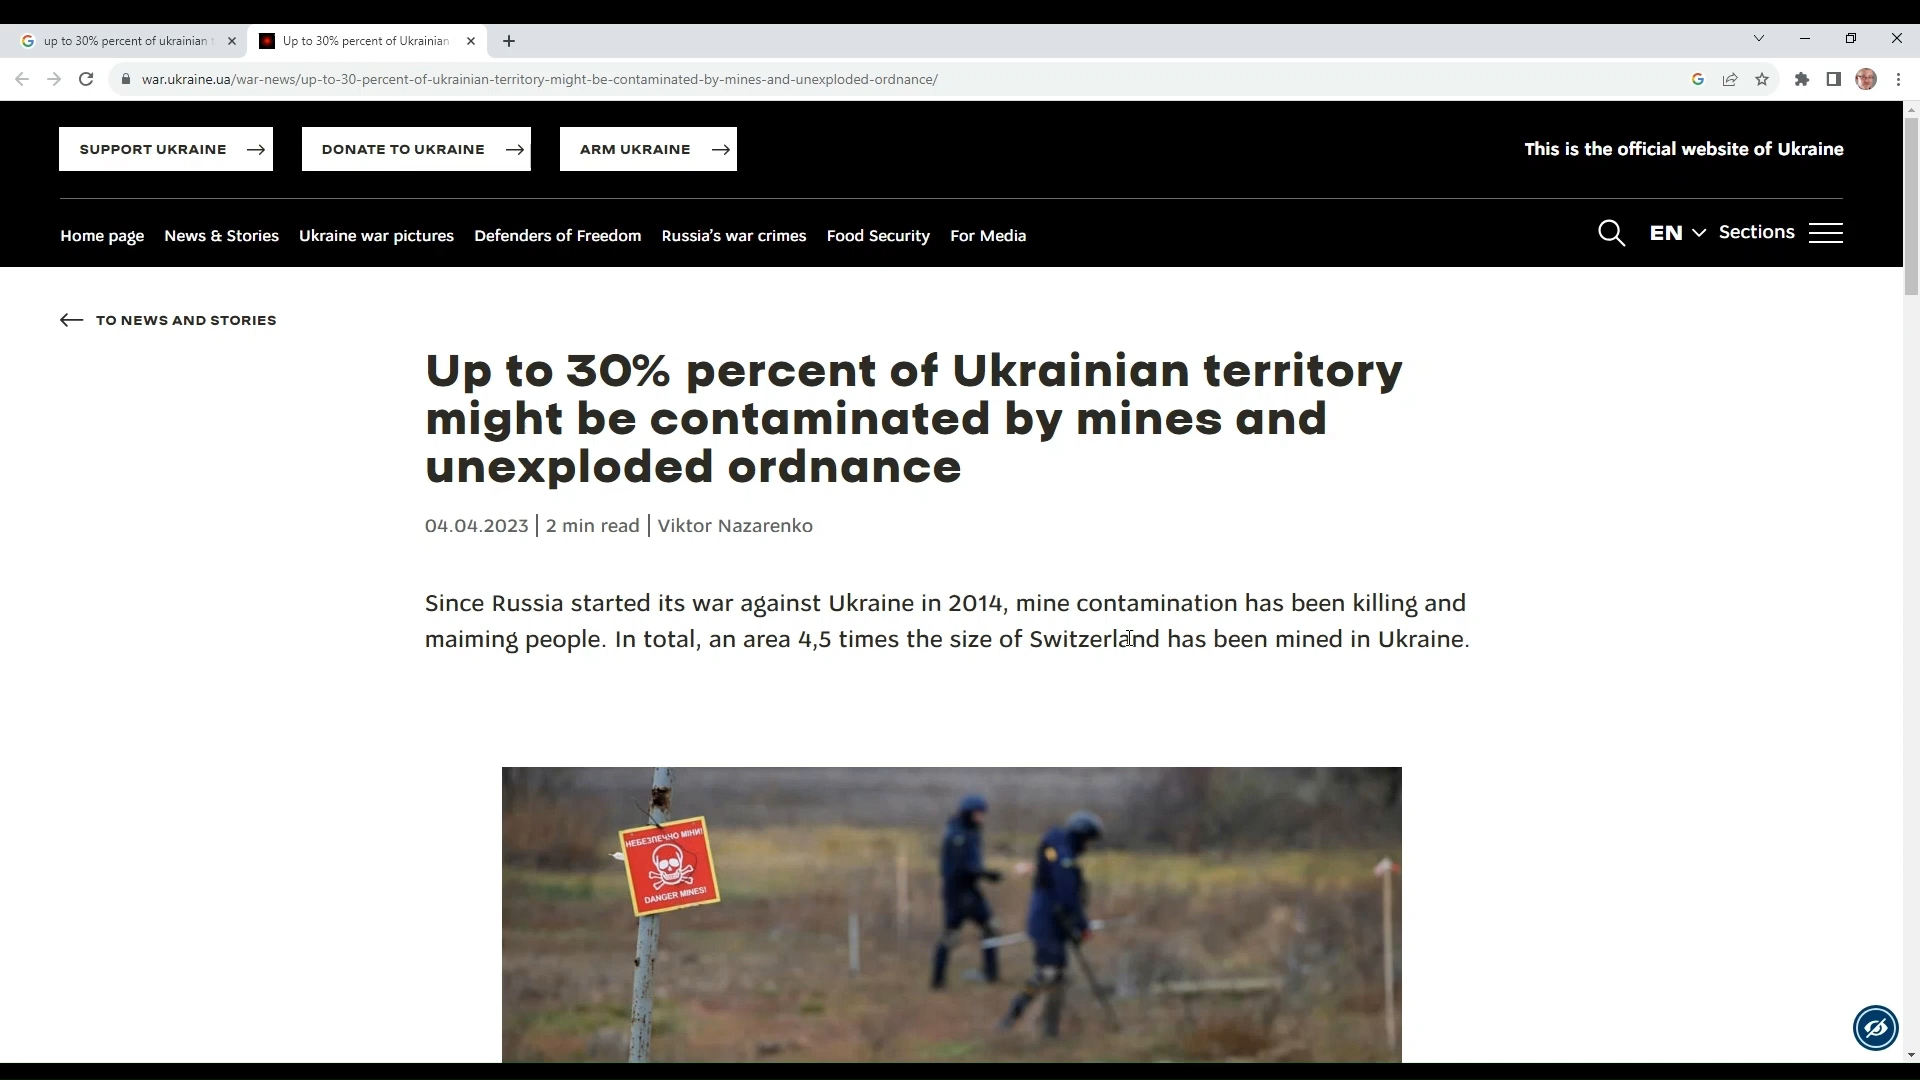 up to 30% percent of ukrainian t
Up to 30% percent of Ukrainian
war.ukraine.ua/war-news/up-to-30-percent-of-ukrainian-territory-might-be-contaminated-by-mines-and-unexploded-ordnance/
SUPPORT UKRAINE
DONATE TO UKRAINE
ARM UKRAINE
This is the official website of Ukraine
Home page
News & Stories
Ukraine war pictures
Defenders of Freedom
Russia's war crimes
Food Security
For Media
EN
Sections
TO NEWS AND STORIES
Up to 30% percent of Ukrainian territory
might be contaminated by mines and
unexploded ordnance
04.04.2023 | 2 min read | Viktor Nazarenko
Since Russia started its war against Ukraine in 2014, mine contamination has been killing and
maiming people. In total, an area 4,5 times the size of Switzerland has been mined in Ukraine.
НЕБЕЗПЕЧНО МІНИ!
DANGER MINES!